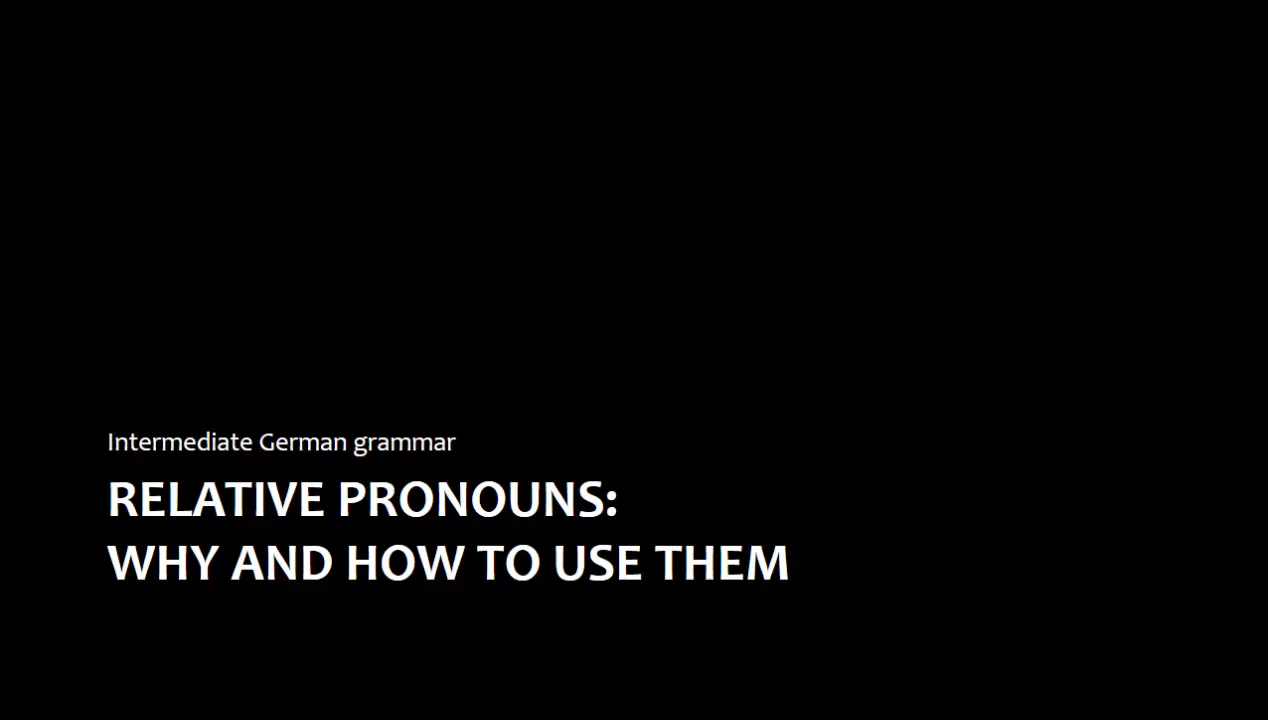 Intermediate German grammar
RELATIVE PRONOUNS:
WHY AND HOW TO USE THEM